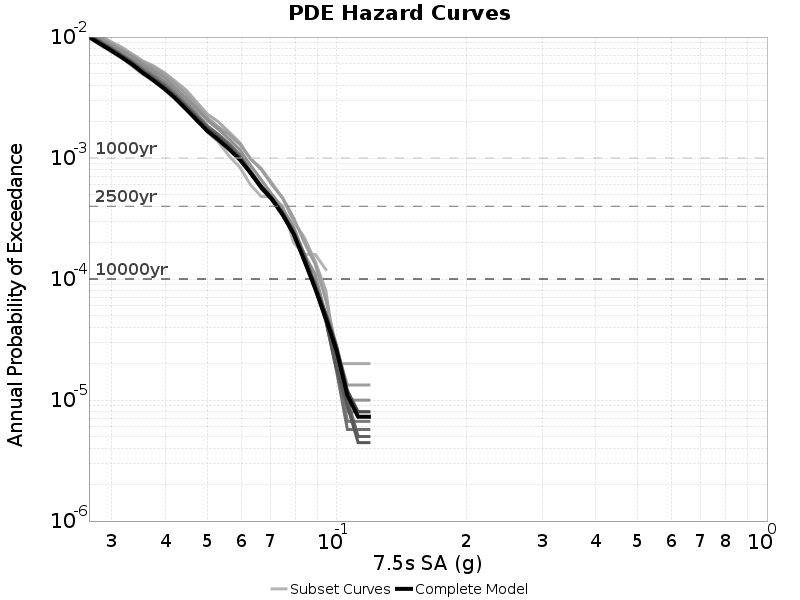 PDE Hazard Curves
Annual Probability of Exceedance
10^-2
10^-3
10^-4
10^-5
10^-6
1000yr
2500yr
10000yr
3 4 5 6 7 10^-1 2 3 4 5 6 7 8 10^0
7.5s SA (g)
Subset Curves Complete Model